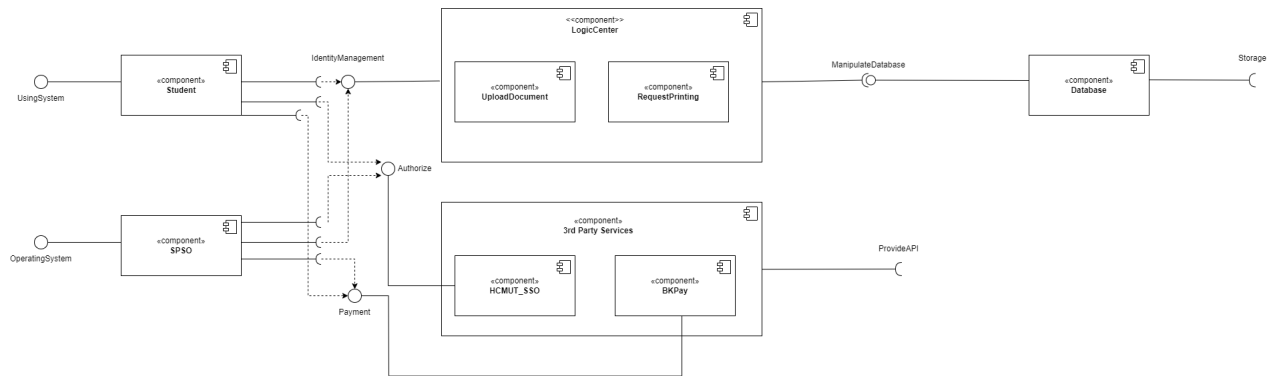 <<component>>
LogicCenter
IdentityManagement
ManipulateDatabase
Storage
«component»
Student
«component»
UploadDocument
«component»
RequestPrinting
«component»
Database
UsingSystem
Authorize
«component»
SPSO
«component»
3rd Party Services
OperatingSystem
ProvideAPI
«component»
HCMUT_SSO
«component»
BKPay
Payment